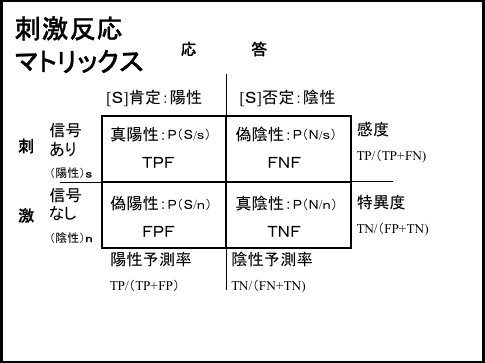 刺激反応
マトリックス
応　答
[S]肯定：陽性
[S]否定：陰性
刺
激
信号
あり
（陽性）s
真陽性：P（S/s）
TPF
偽陰性：P（N/s）
FNF
感度
TP/（TP+FN）
信号
なし
（陰性）n
偽陽性：P（S/n）
FPF
真陰性：P（N/n）
TNF
特異度
TN/（FP+TN）
陽性予測率
TP/（TP+FP）
陰性予測率
TN/（FN+TN）